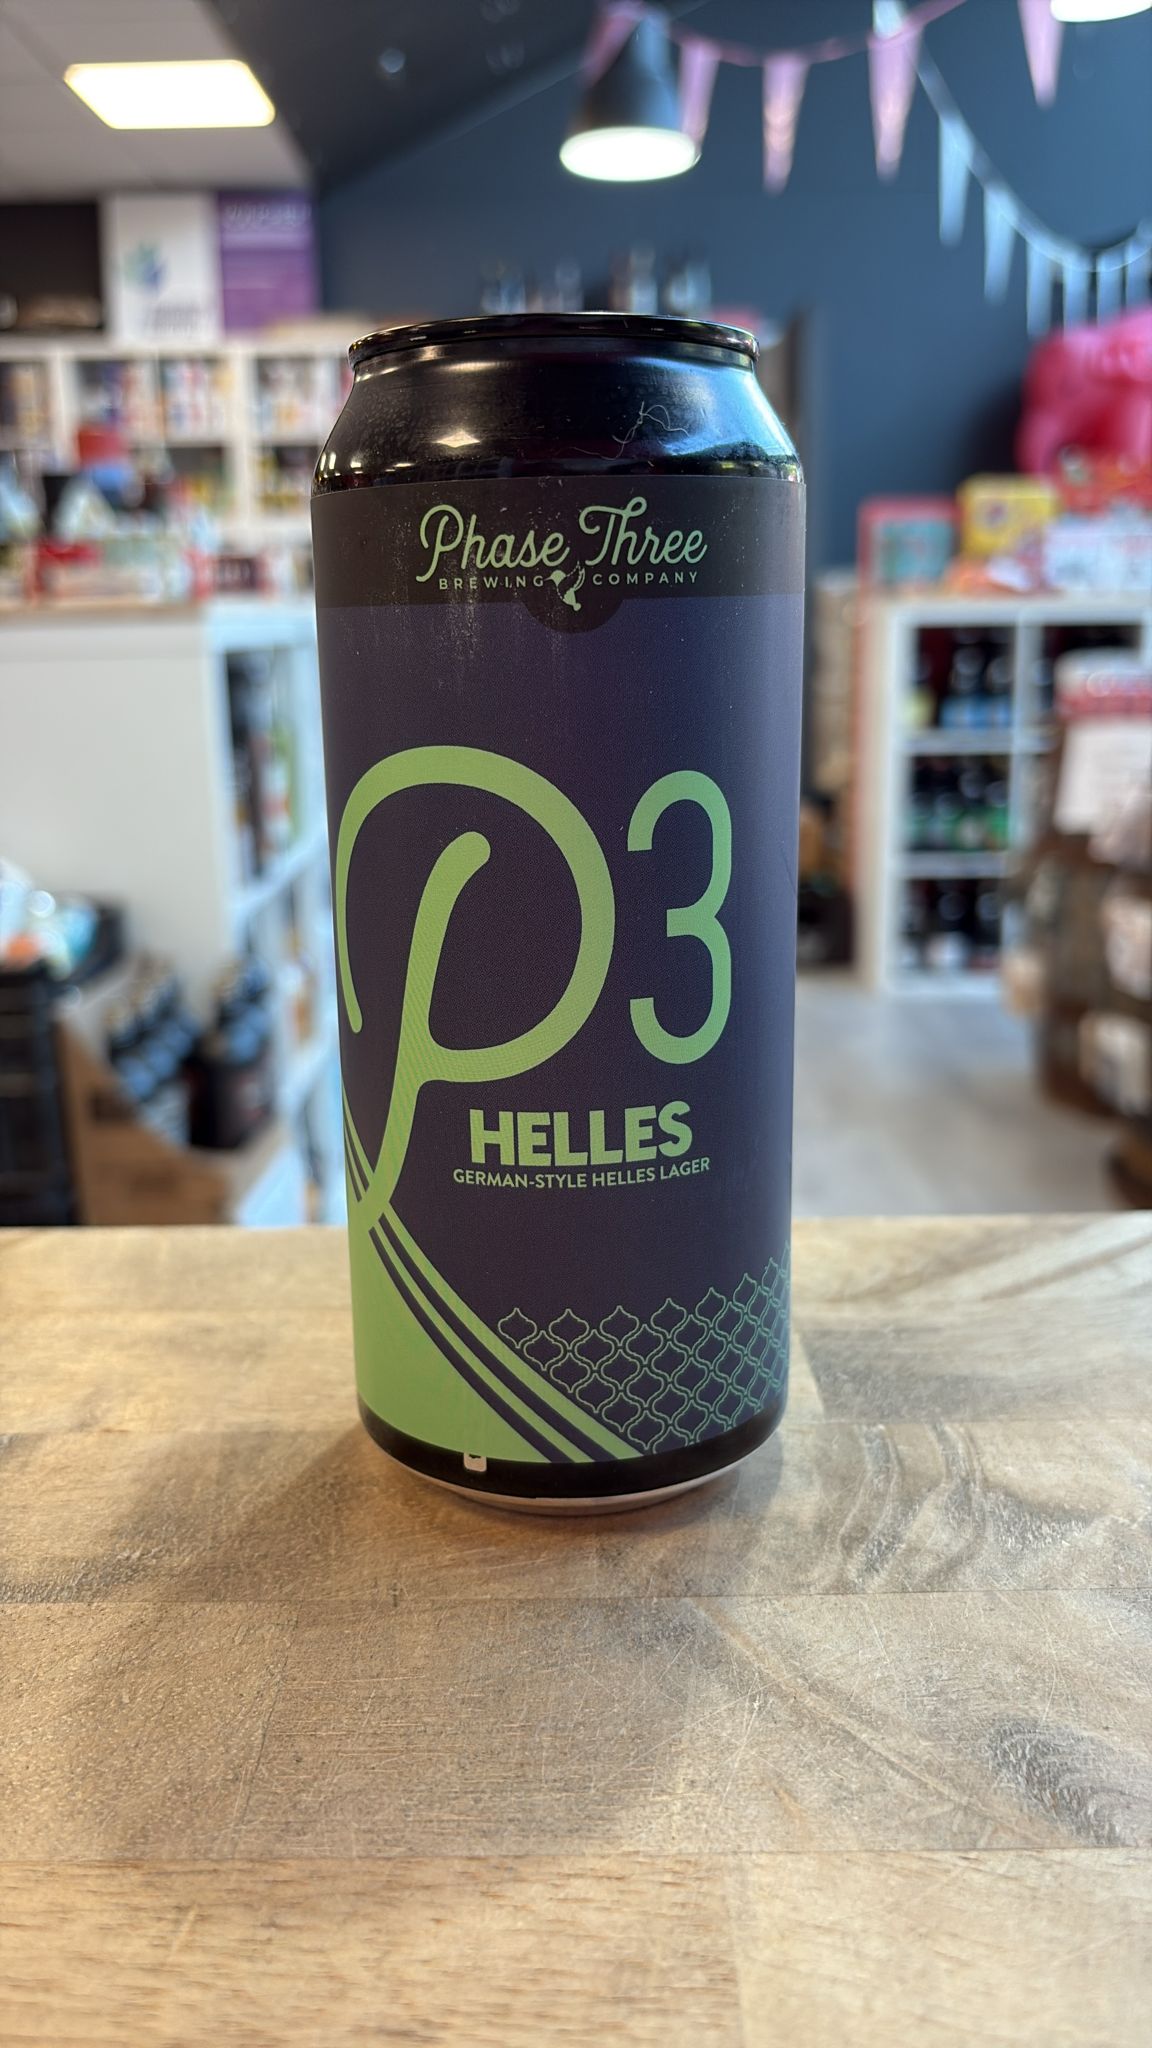 Phase Three
BREWING COMPANY
P3
HELLES
GERMAN-STYLE HELLES LAGER